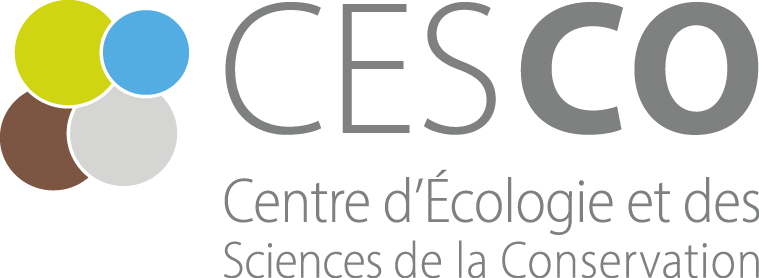 CESCO
Centre d'Écologie et des
Sciences de la Conservation